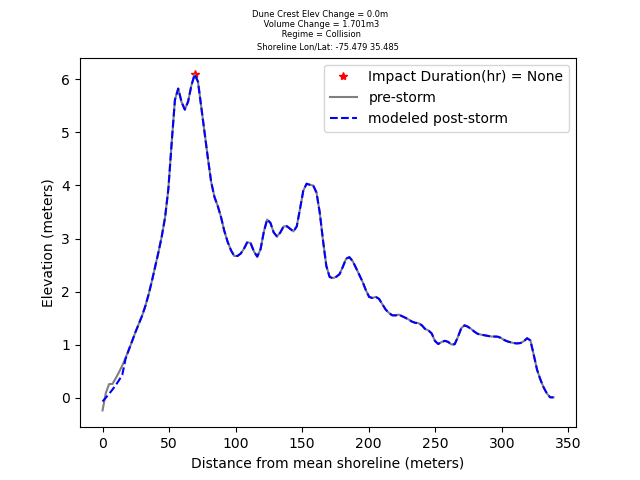 Dune Crest Elev Change = 0.0m
Volume Change = 1.701m3
Regime = Collision
Shoreline Lon/Lat: -75.479 35.485
Impact Duration(hr) = None
pre-storm
modeled post-storm
Elevation (meters)
6
5
4
3
2
1
0
0 50 100 150 200 250 300 350
Distance from mean shoreline (meters)